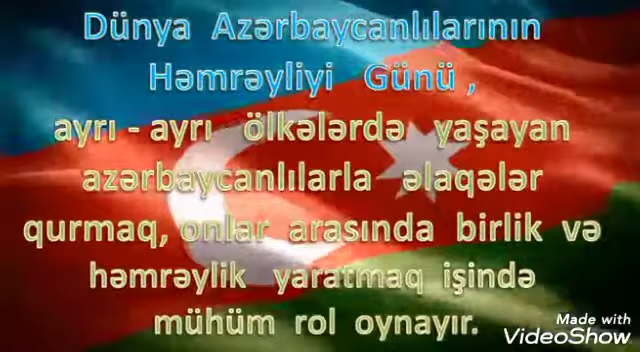 Dünya Azərbaycanlılarının
Həmrəyliyi Günü ,
ayrı - ayrı ölkələrdə yaşayan
azərbaycanlılarla əlaqələr
qurmaq, onlar arasında birlik və
həmrəylik yaratmaq işində
mühüm rol oynayır.
Made with
VideoShow